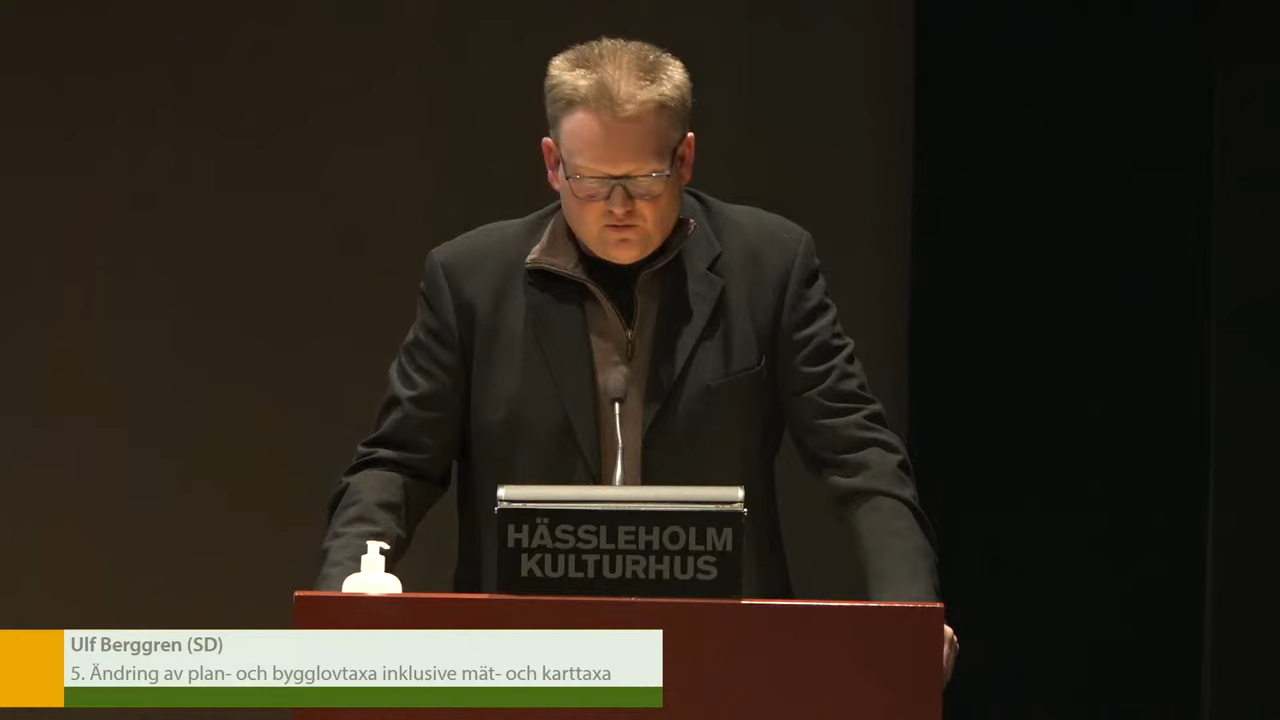 HÄSSLEHOLM
KULTURHUS
Ulf Berggren (SD)
5. Ändring av plan- och bygglovtaxa inklusive mät- och karttaxa